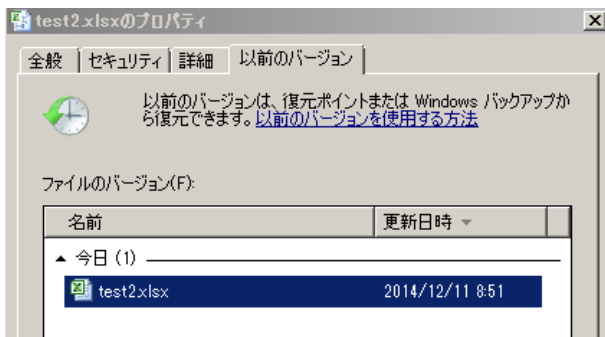 test2.xlsxのプロパティ
全般 セキュリティ 詳細 以前のバージョン
以前のバージョンは、復元ポイントまたは Windows バックアップか
ら復元できます。以前のバージョンを使用する方法
ファイルのバージョン(F):
名前 更新日時
今日 (1)
test2.xlsx 2014/12/11 8:51